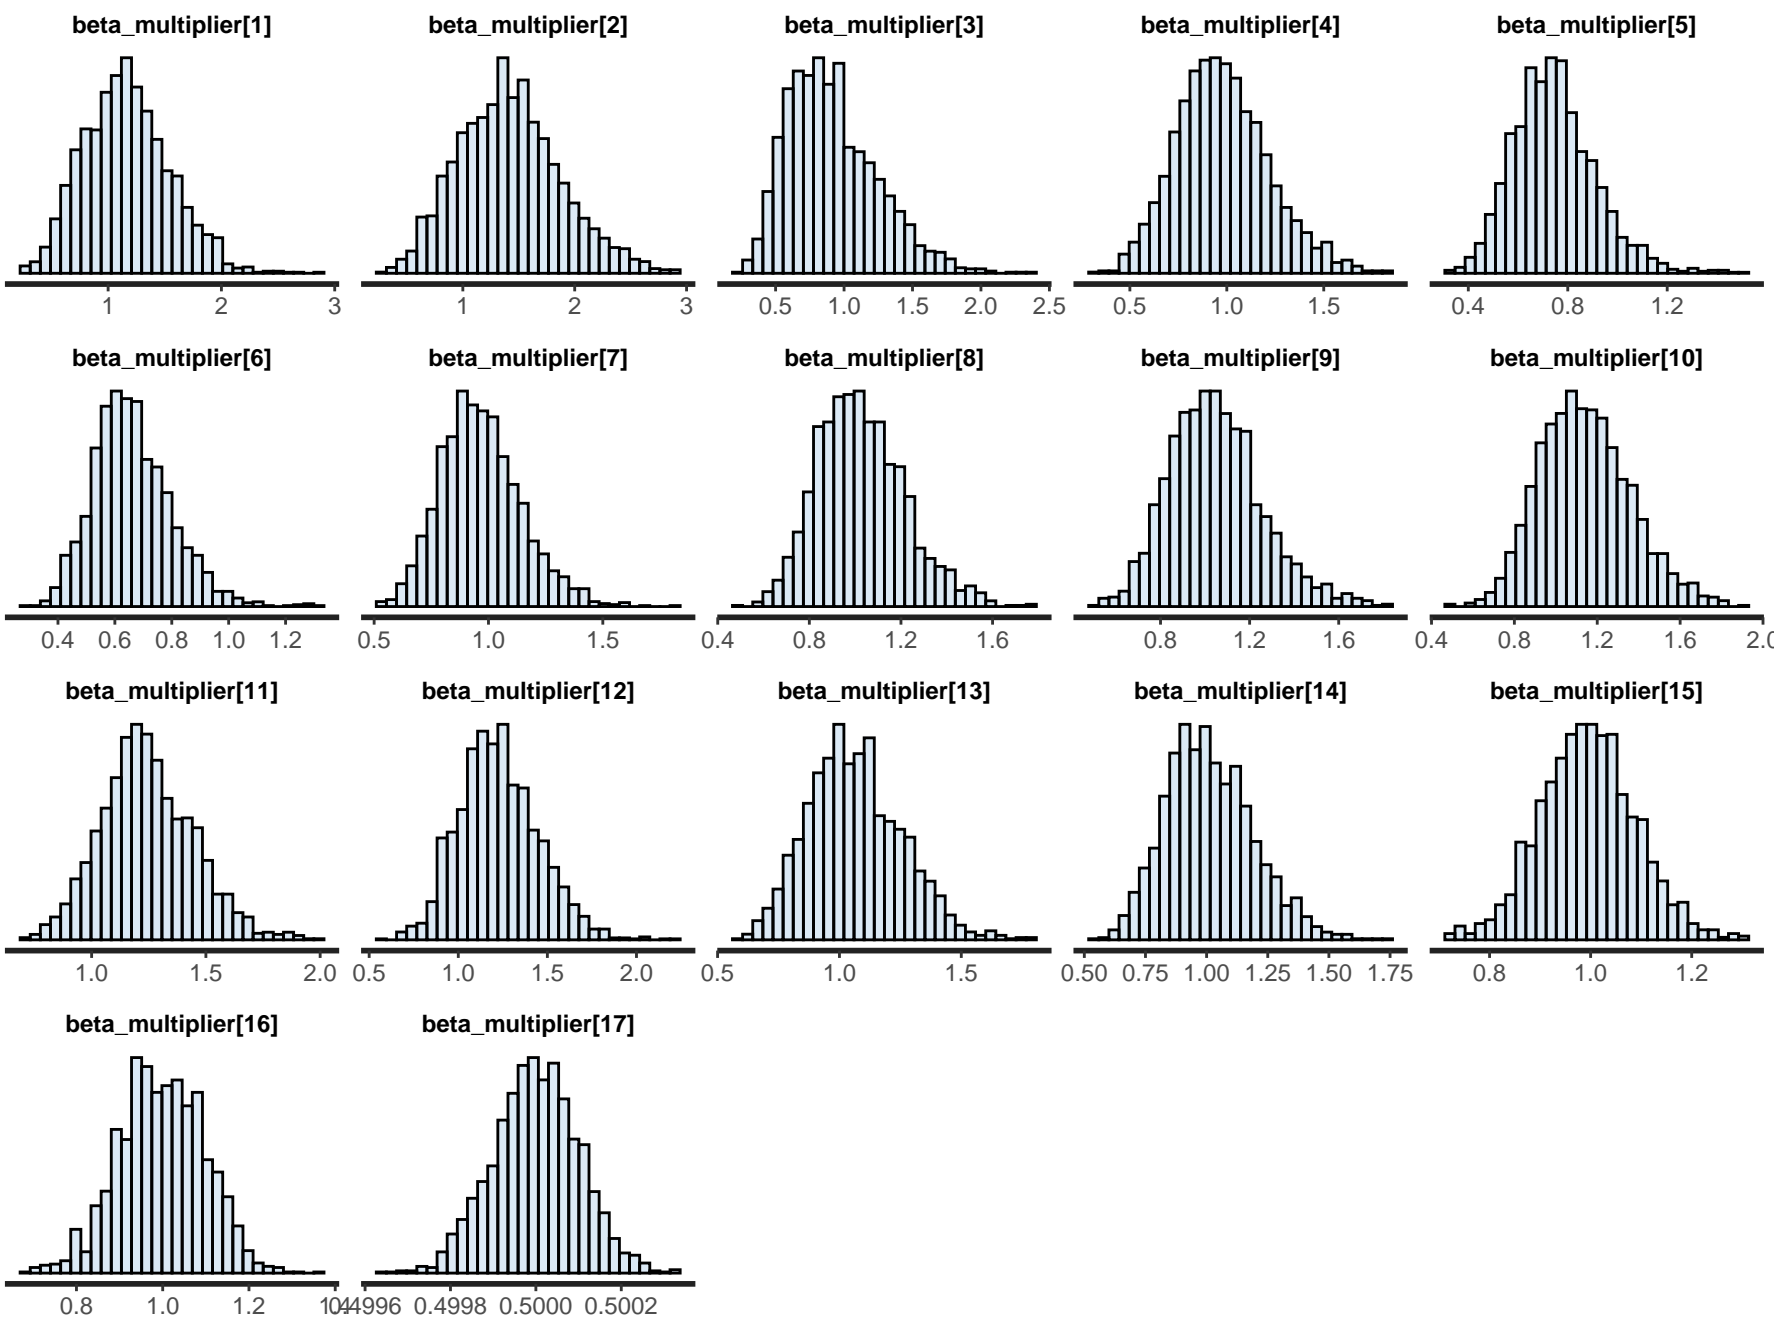 beta_multiplier[1] beta_multiplier[2] beta_multiplier[3] beta_multiplier[4] beta_multiplier[5]
1 2 3 1 2 3 0.5 1.0 1.5 2.0 2.5 0.5 1.0 1.5 0.4 0.8 1.2
beta_multiplier[6] beta_multiplier[7] beta_multiplier[8] beta_multiplier[9] beta_multiplier[10]
0.4 0.6 0.8 1.0 1.2 0.5 1.0 1.5 0.4 0.8 1.2 1.6 0.8 1.2 1.6 0.4 0.8 1.2 1.6 2.0
beta_multiplier[11] beta_multiplier[12] beta_multiplier[13] beta_multiplier[14] beta_multiplier[15]
1.0 1.5 2.0 0.5 1.0 1.5 2.0 0.5 1.0 1.5 0.50 0.75 1.00 1.25 1.50 1.75 0.8 1.0 1.2
beta_multiplier[16] beta_multiplier[17]
0.8 1.0 1.2 1.4 0.4996 0.4998 0.5000 0.5002